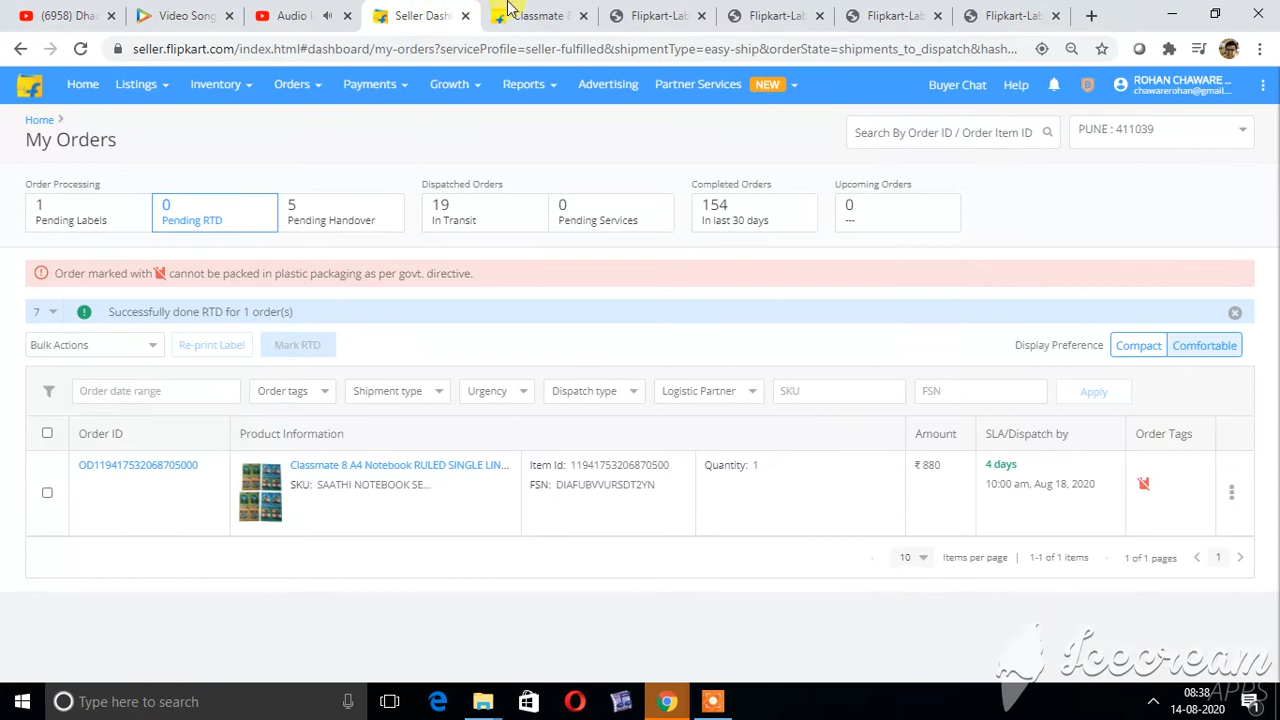 (6958) Dha
Video Song
Audio
Seller Dash
Classmate 8
Flipkart-Lab
Flipkart-Lab
Flipkart-Lab
Flipkart-Lab
seller.flipkart.com/index.html#dashboard/my-orders?serviceProfile=seller-fulfilled&shipmentType=easy-ship&orderState=shipments_to_dispatch&hash...
Home Listings Inventory Orders Payments Growth Reports Advertising Partner Services NEW Buyer Chat Help ROHAN CHAWARE ...
chawarerohan@gmail...
Home
My Orders
Search By Order ID / Order Item ID
PUNE : 411039
Order Processing Dispatched Orders Completed Orders Upcoming Orders
1 0 5 19 0 154 0
Pending Labels Pending RTD Pending Handover In Transit Pending Services In last 30 days ---
Order marked with cannot be packed in plastic packaging as per govt. directive.
7 Successfully done RTD for 1 order(s)
Bulk Actions Re-print Label Mark RTD Display Preference Compact Comfortable
Order date range Order tags Shipment type Urgency Dispatch type Logistic Partner SKU FSN Apply
Order ID Product Information Amount SLA/Dispatch by Order Tags
OD119417532068705000 Classmate 8 A4 Notebook RULED SINGLE LIN... Item Id: 11941753206870500 Quantity: 1 ₹ 880 4 days
SKU: SAATHI NOTEBOOK SE... FSN: DIAFUBVVURSDT2YN 10:00 am, Aug 18, 2020
10 Items per page 1-1 of 1 items 1 of 1 pages 1
Icecream
APPS
Type here to search
08:38
14-08-2020
1